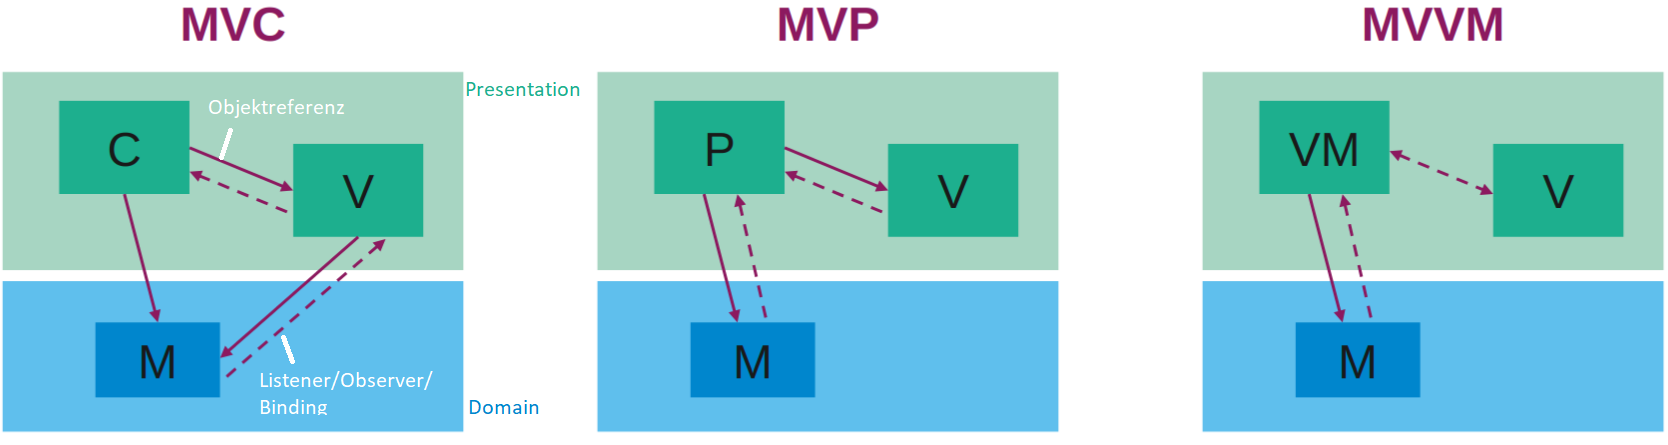 MVC
Presentation
Objektreferenz
C
V
M
Listener/Observer/
Binding
Domain
MVP
P
V
M
MVVM
VM
V
M